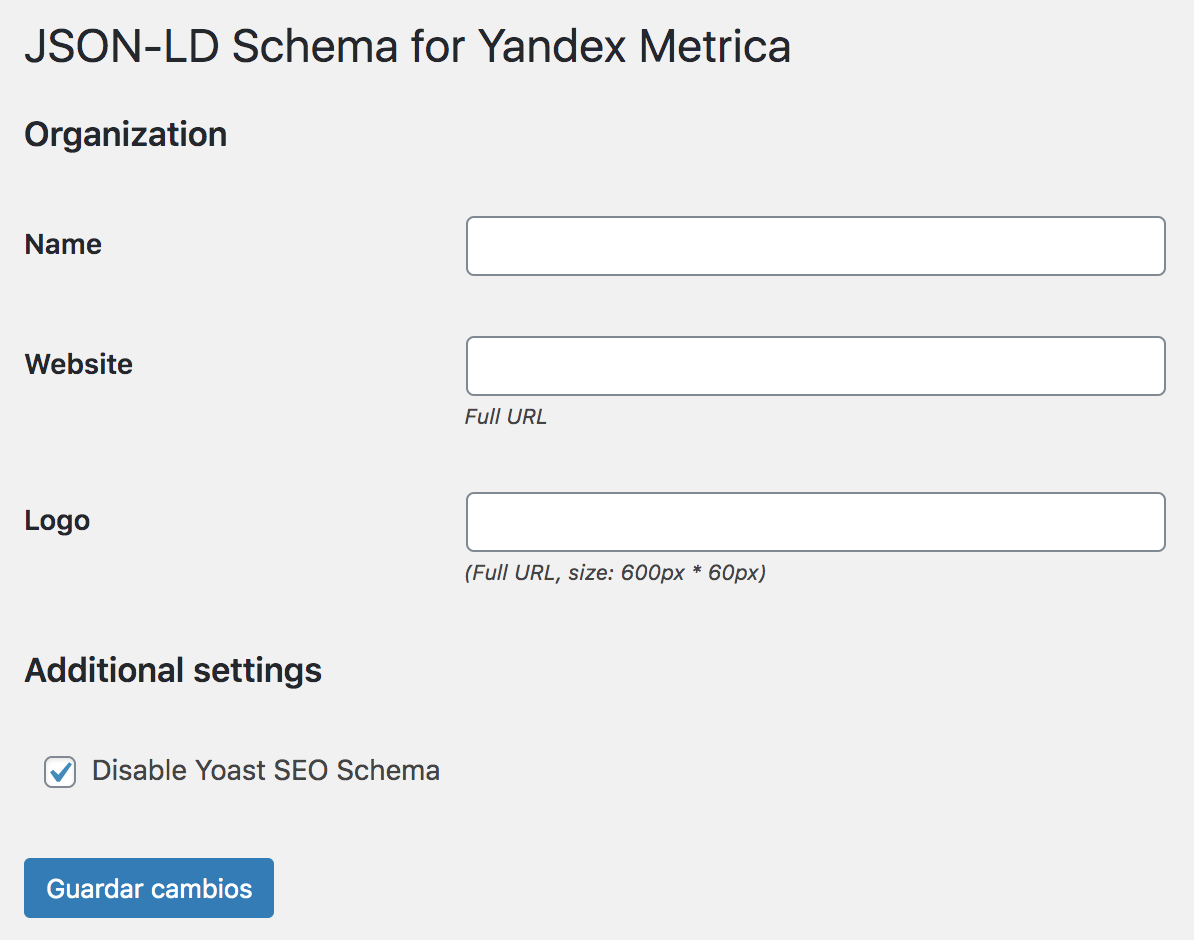 JSON-LD Schema for Yandex Metrica
Organization
Name
Website
Full URL
Logo
(Full URL, size: 600px * 60px)
Additional settings
Disable Yoast SEO Schema
Guardar cambios